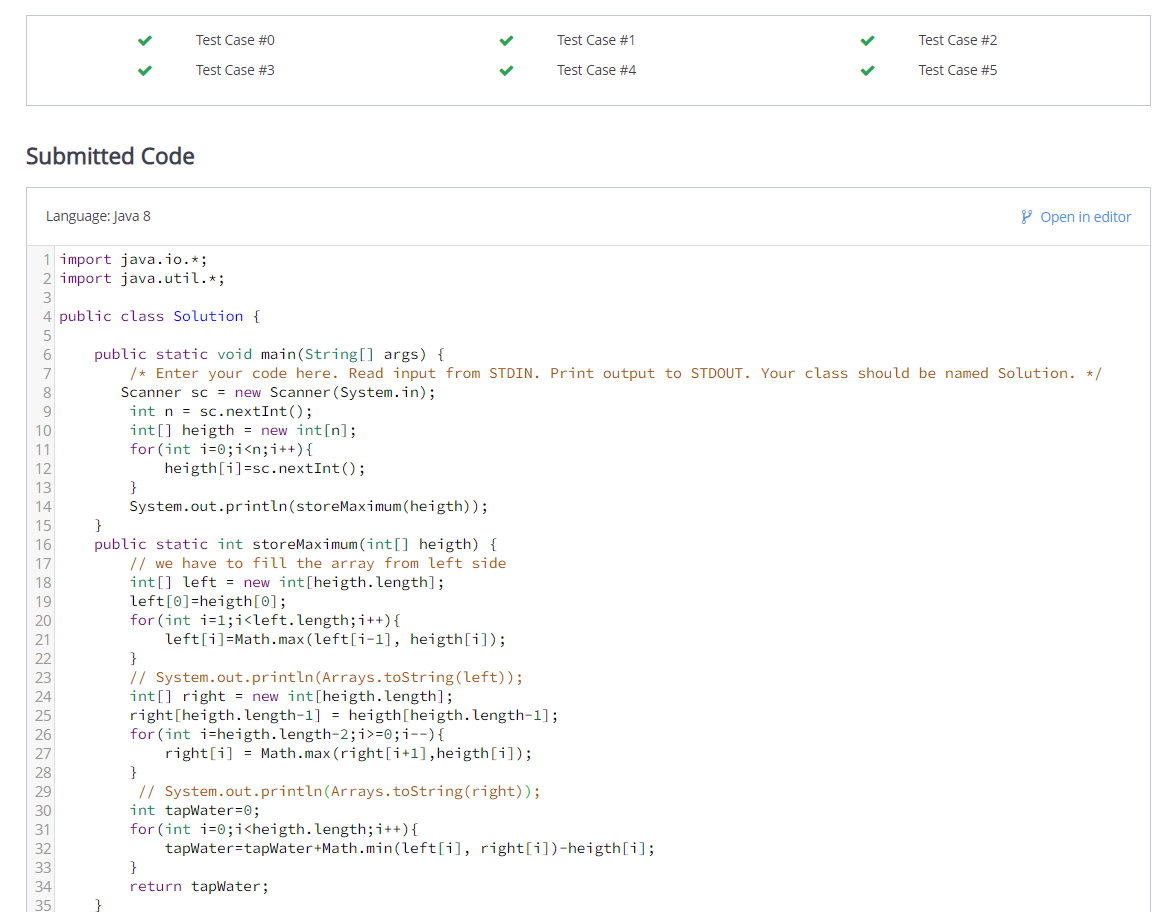 Test Case #0 Test Case #1 Test Case #2
Test Case #3 Test Case #4 Test Case #5
Submitted Code
Language: Java 8 Open in editor
1 import java.io.*;
2 import java.util.*;
3
4 public class Solution {
5
6     public static void main(String[] args) {
7         /* Enter your code here. Read input from STDIN. Print output to STDOUT. Your class should be named Solution. */
8        Scanner sc = new Scanner(System.in);
9         int n = sc.nextInt();
10         int[] heigth = new int[n];
11         for(int i=0;i<n;i++){
12             heigth[i]=sc.nextInt();
13         }
14         System.out.println(storeMaximum(heigth));
15     }
16     public static int storeMaximum(int[] heigth) {
17         // we have to fill the array from left side
18         int[] left = new int[heigth.length];
19         left[0]=heigth[0];
20         for(int i=1;i<left.length;i++){
21             left[i]=Math.max(left[i-1], heigth[i]);
22         }
23         // System.out.println(Arrays.toString(left));
24         int[] right = new int[heigth.length];
25         right[heigth.length-1] = heigth[heigth.length-1];
26         for(int i=heigth.length-2;i>=0;i--){
27             right[i] = Math.max(right[i+1],heigth[i]);
28         }
29          // System.out.println(Arrays.toString(right));
30         int tapWater=0;
31         for(int i=0;i<heigth.length;i++){
32             tapWater=tapWater+Math.min(left[i], right[i])-heigth[i];
33         }
34         return tapWater;
35     }